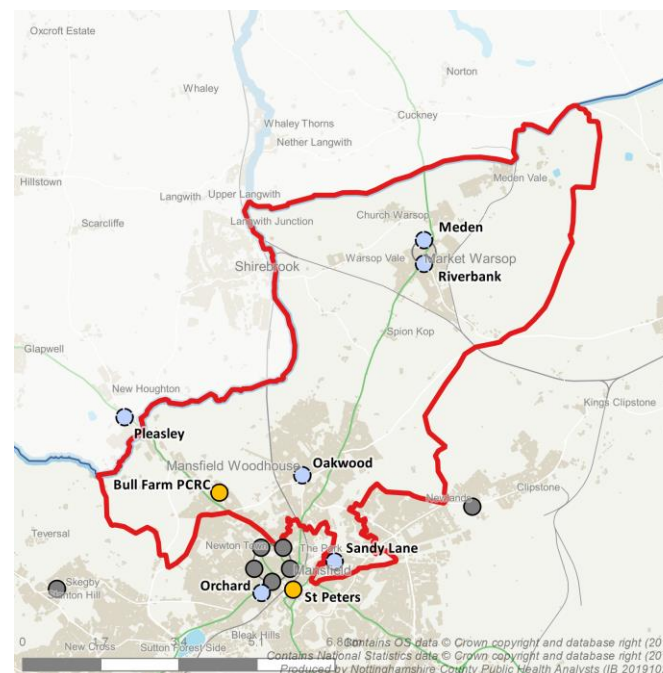 Oxcroft Estate
Norton
Whaley
Cuckney
Whaley Thorns
Nether Langwith
Hillstown
Meden Vale
Langwith
Upper Langwith
Scarcliffe
Langwith Junction
Church Warsop
Meden
Shirebrook
Warsop Vale
Market Warsop
Riverbank
Spion Kop
Glapwell
New Houghton
Kings Clipstone
Pleasley
Mansfield Woodhouse
Oakwood
Bull Farm PCRC
Clipstone
Newlands
Teversal
Newton Town
The Park
Sandy Lane
Mansfield
Skegby
Stanton Hill
Orchard
St Peters
Bleak Hills
New Cross
Sutton Forest Side
0 1.7 3.4 5.1 6.8
Contains OS data © Crown copyright and database right (20
Contains National Statistics data © Crown copyright and database right (20
Produced by Nottinghamshire County Public Health Analysts (IB 201910